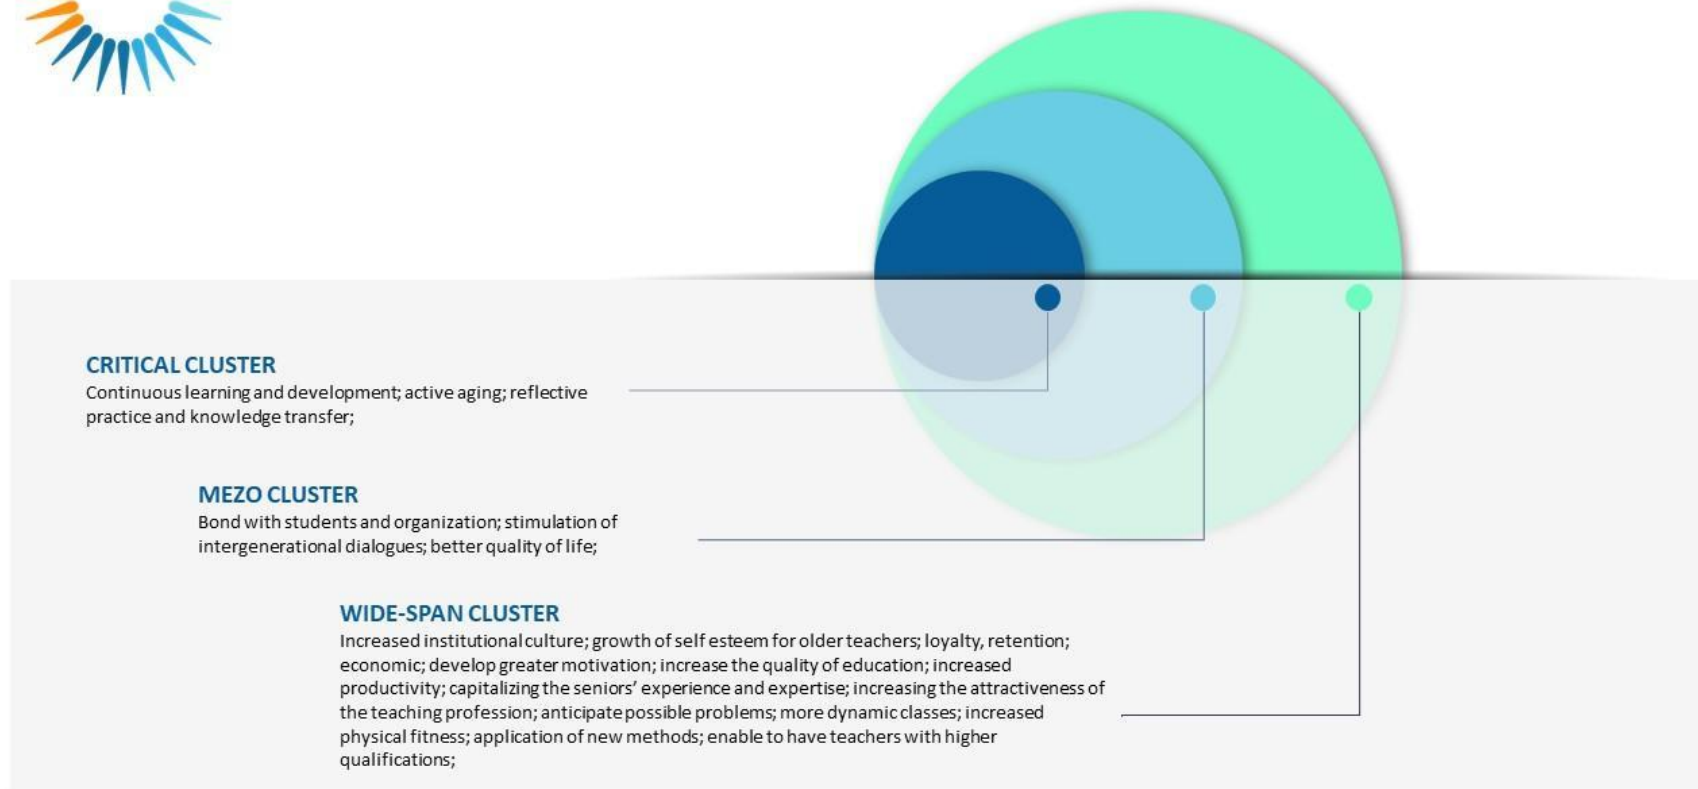 CRITICAL CLUSTER
Continuous learning and development; active aging; reflective
practice and knowledge transfer;
MEZO CLUSTER
Bond with students and organization; stimulation of
intergenerational dialogues; better quality of life;
WIDE-SPAN CLUSTER
Increased institutional culture; growth of self esteem for older teachers; loyalty, retention;
economic; develop greater motivation; increase the quality of education; increased
productivity; capitalizing the seniors’ experience and expertise; increasing the attractiveness of
the teaching profession; anticipate possible problems; more dynamic classes; increased
physical fitness; application of new methods; enable to have teachers with higher
qualifications;